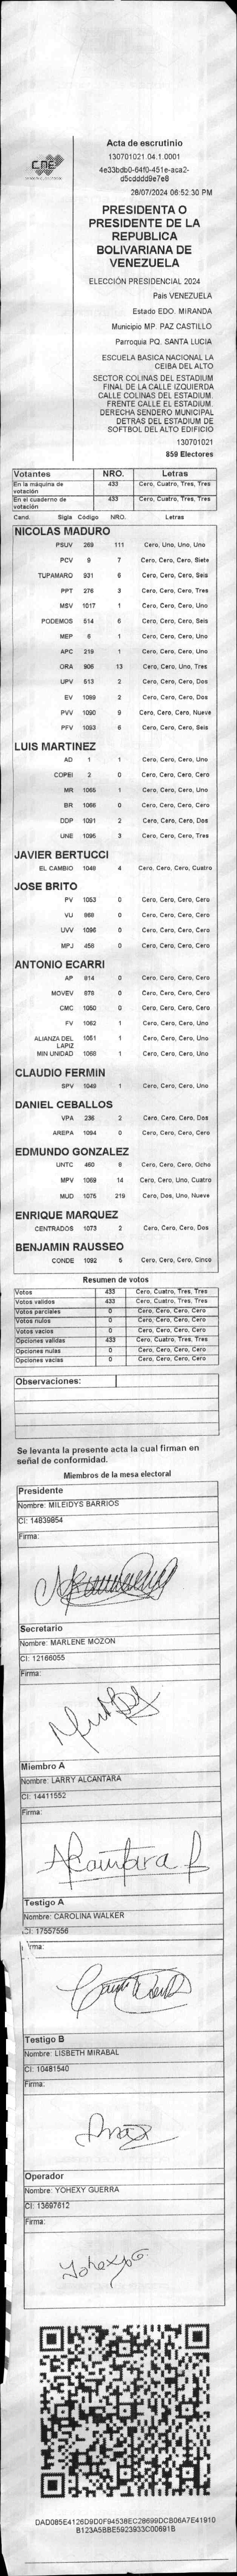 CNE
Acta de escrutinio
130701021.04.1.0001
4e33bdb0-64f0-451e-aca2-
d5cdddd9e7e8
28/07/2024 06:52:30 PM
PRESIDENTA O
PRESIDENTE DE LA
REPUBLICA
BOLIVARIANA DE
VENEZUELA
ELECCIÓN PRESIDENCIAL 2024
Pais VENEZUELA
Estado EDO. MIRANDA
Municipio MP. PAZ CASTILLO
Parroquia PQ. SANTA LUCIA
ESCUELA BASICA NACIONAL LA
CEIBA DEL ALTO
SECTOR COLINAS DEL ESTADIUM
FINAL DE LA CALLE IZQUIERDA
CALLE COLINAS DEL ESTADIUM.
FRENTE CALLE EL ESTADIUM.
DERECHA SENDERO MUNICIPAL
DETRAS DEL ESTADIUM DE
SOFTBOL DEL ALTO EDIFICIO
130701021
859 Electores
Votantes NRO. Letras
En la máquina de votación 433 Cero, Cuatro, Tres, Tres
En el cuaderno de votación 433 Cero, Cuatro, Tres, Tres
Cand. Sigla Código NRO. Letras
NICOLAS MADURO
PSUV 269 111 Cero, Uno, Uno, Uno
PCV 9 7 Cero, Cero, Cero, Siete
TUPAMARO 931 6 Cero, Cero, Cero, Seis
PPT 276 3 Cero, Cero, Cero, Tres
MSV 1017 1 Cero, Cero, Cero, Uno
PODEMOS 514 6 Cero, Cero, Cero, Seis
MEP 6 1 Cero, Cero, Cero, Uno
APC 219 1 Cero, Cero, Cero, Uno
ORA 906 13 Cero, Cero, Uno, Tres
UPV 513 2 Cero, Cero, Cero, Dos
EV 1089 2 Cero, Cero, Cero, Dos
PVV 1090 9 Cero, Cero, Cero, Nueve
PFV 1093 6 Cero, Cero, Cero, Seis
LUIS MARTINEZ
AD 1 1 Cero, Cero, Cero, Uno
COPEI 2 0 Cero, Cero, Cero, Cero
MR 1065 1 Cero, Cero, Cero, Uno
BR 1066 0 Cero, Cero, Cero, Cero
DDP 1091 2 Cero, Cero, Cero, Dos
UNE 1095 3 Cero, Cero, Cero, Tres
JAVIER BERTUCCI
EL CAMBIO 1048 4 Cero, Cero, Cero, Cuatro
JOSE BRITO
PV 1053 0 Cero, Cero, Cero, Cero
VU 868 0 Cero, Cero, Cero, Cero
UVV 1096 0 Cero, Cero, Cero, Cero
MPJ 458 0 Cero, Cero, Cero, Cero
ANTONIO ECARRI
AP 814 0 Cero, Cero, Cero, Cero
MOVEV 978 0 Cero, Cero, Cero, Cero
CMC 1050 0 Cero, Cero, Cero, Cero
FV 1062 1 Cero, Cero, Cero, Uno
ALIANZA DEL LAPIZ 1051 1 Cero, Cero, Cero, Uno
MIN UNIDAD 1068 1 Cero, Cero, Cero, Uno
CLAUDIO FERMIN
SPV 1049 1 Cero, Cero, Cero, Uno
DANIEL CEBALLOS
VPA 236 2 Cero, Cero, Cero, Dos
AREPA 1094 0 Cero, Cero, Cero, Cero
EDMUNDO GONZALEZ
UNTC 460 8 Cero, Cero, Cero, Ocho
MPV 1069 14 Cero, Cero, Uno, Cuatro
MUD 1075 219 Cero, Dos, Uno, Nueve
ENRIQUE MARQUEZ
CENTRADOS 1073 2 Cero, Cero, Cero, Dos
BENJAMIN RAUSSEO
CONDE 1092 5 Cero, Cero, Cero, Cinco
Resumen de votos
Votos 433 Cero, Cuatro, Tres, Tres
Votos validos 433 Cero, Cuatro, Tres, Tres
Votos parciales 0 Cero, Cero, Cero, Cero
Votos nulos 0 Cero, Cero, Cero, Cero
Votos vacios 0 Cero, Cero, Cero, Cero
Opciones validas 433 Cero, Cuatro, Tres, Tres
Opciones nulas 0 Cero, Cero, Cero, Cero
Opciones vacias 0 Cero, Cero, Cero, Cero
Observaciones:
Se levanta la presente acta la cual firman en
señal de conformidad.
Miembros de la mesa electoral
Presidente
Nombre: MILEIDYS BARRIOS
CI: 14839854
Firma:
Secretario
Nombre: MARLENE MOZON
CI: 12166055
Firma:
Miembro A
Nombre: LARRY ALCANTARA
CI: 14411552
Firma:
Testigo A
Nombre: CAROLINA WALKER
CI: 17557556
rma:
Testigo B
Nombre: LISBETH MIRABAL
CI: 10481540
Firma:
Operador
Nombre: YOHEXY GUERRA
CI: 13697612
Firma:
YohexyG
DAD085E4126D9D0F94538EC28699DCB06A7E41910
B123A5BBE5923933C00691B